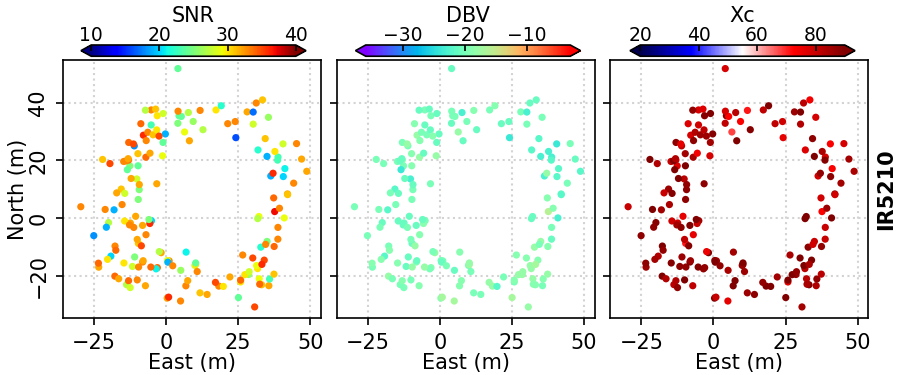 SNR DBV Xc
10 20 30 40 −30 −20 −10 20 40 60 80
40
20
0
−20
North (m)
IR5210
−25 0 25 50 −25 0 25 50 −25 0 25 50
East (m) East (m) East (m)